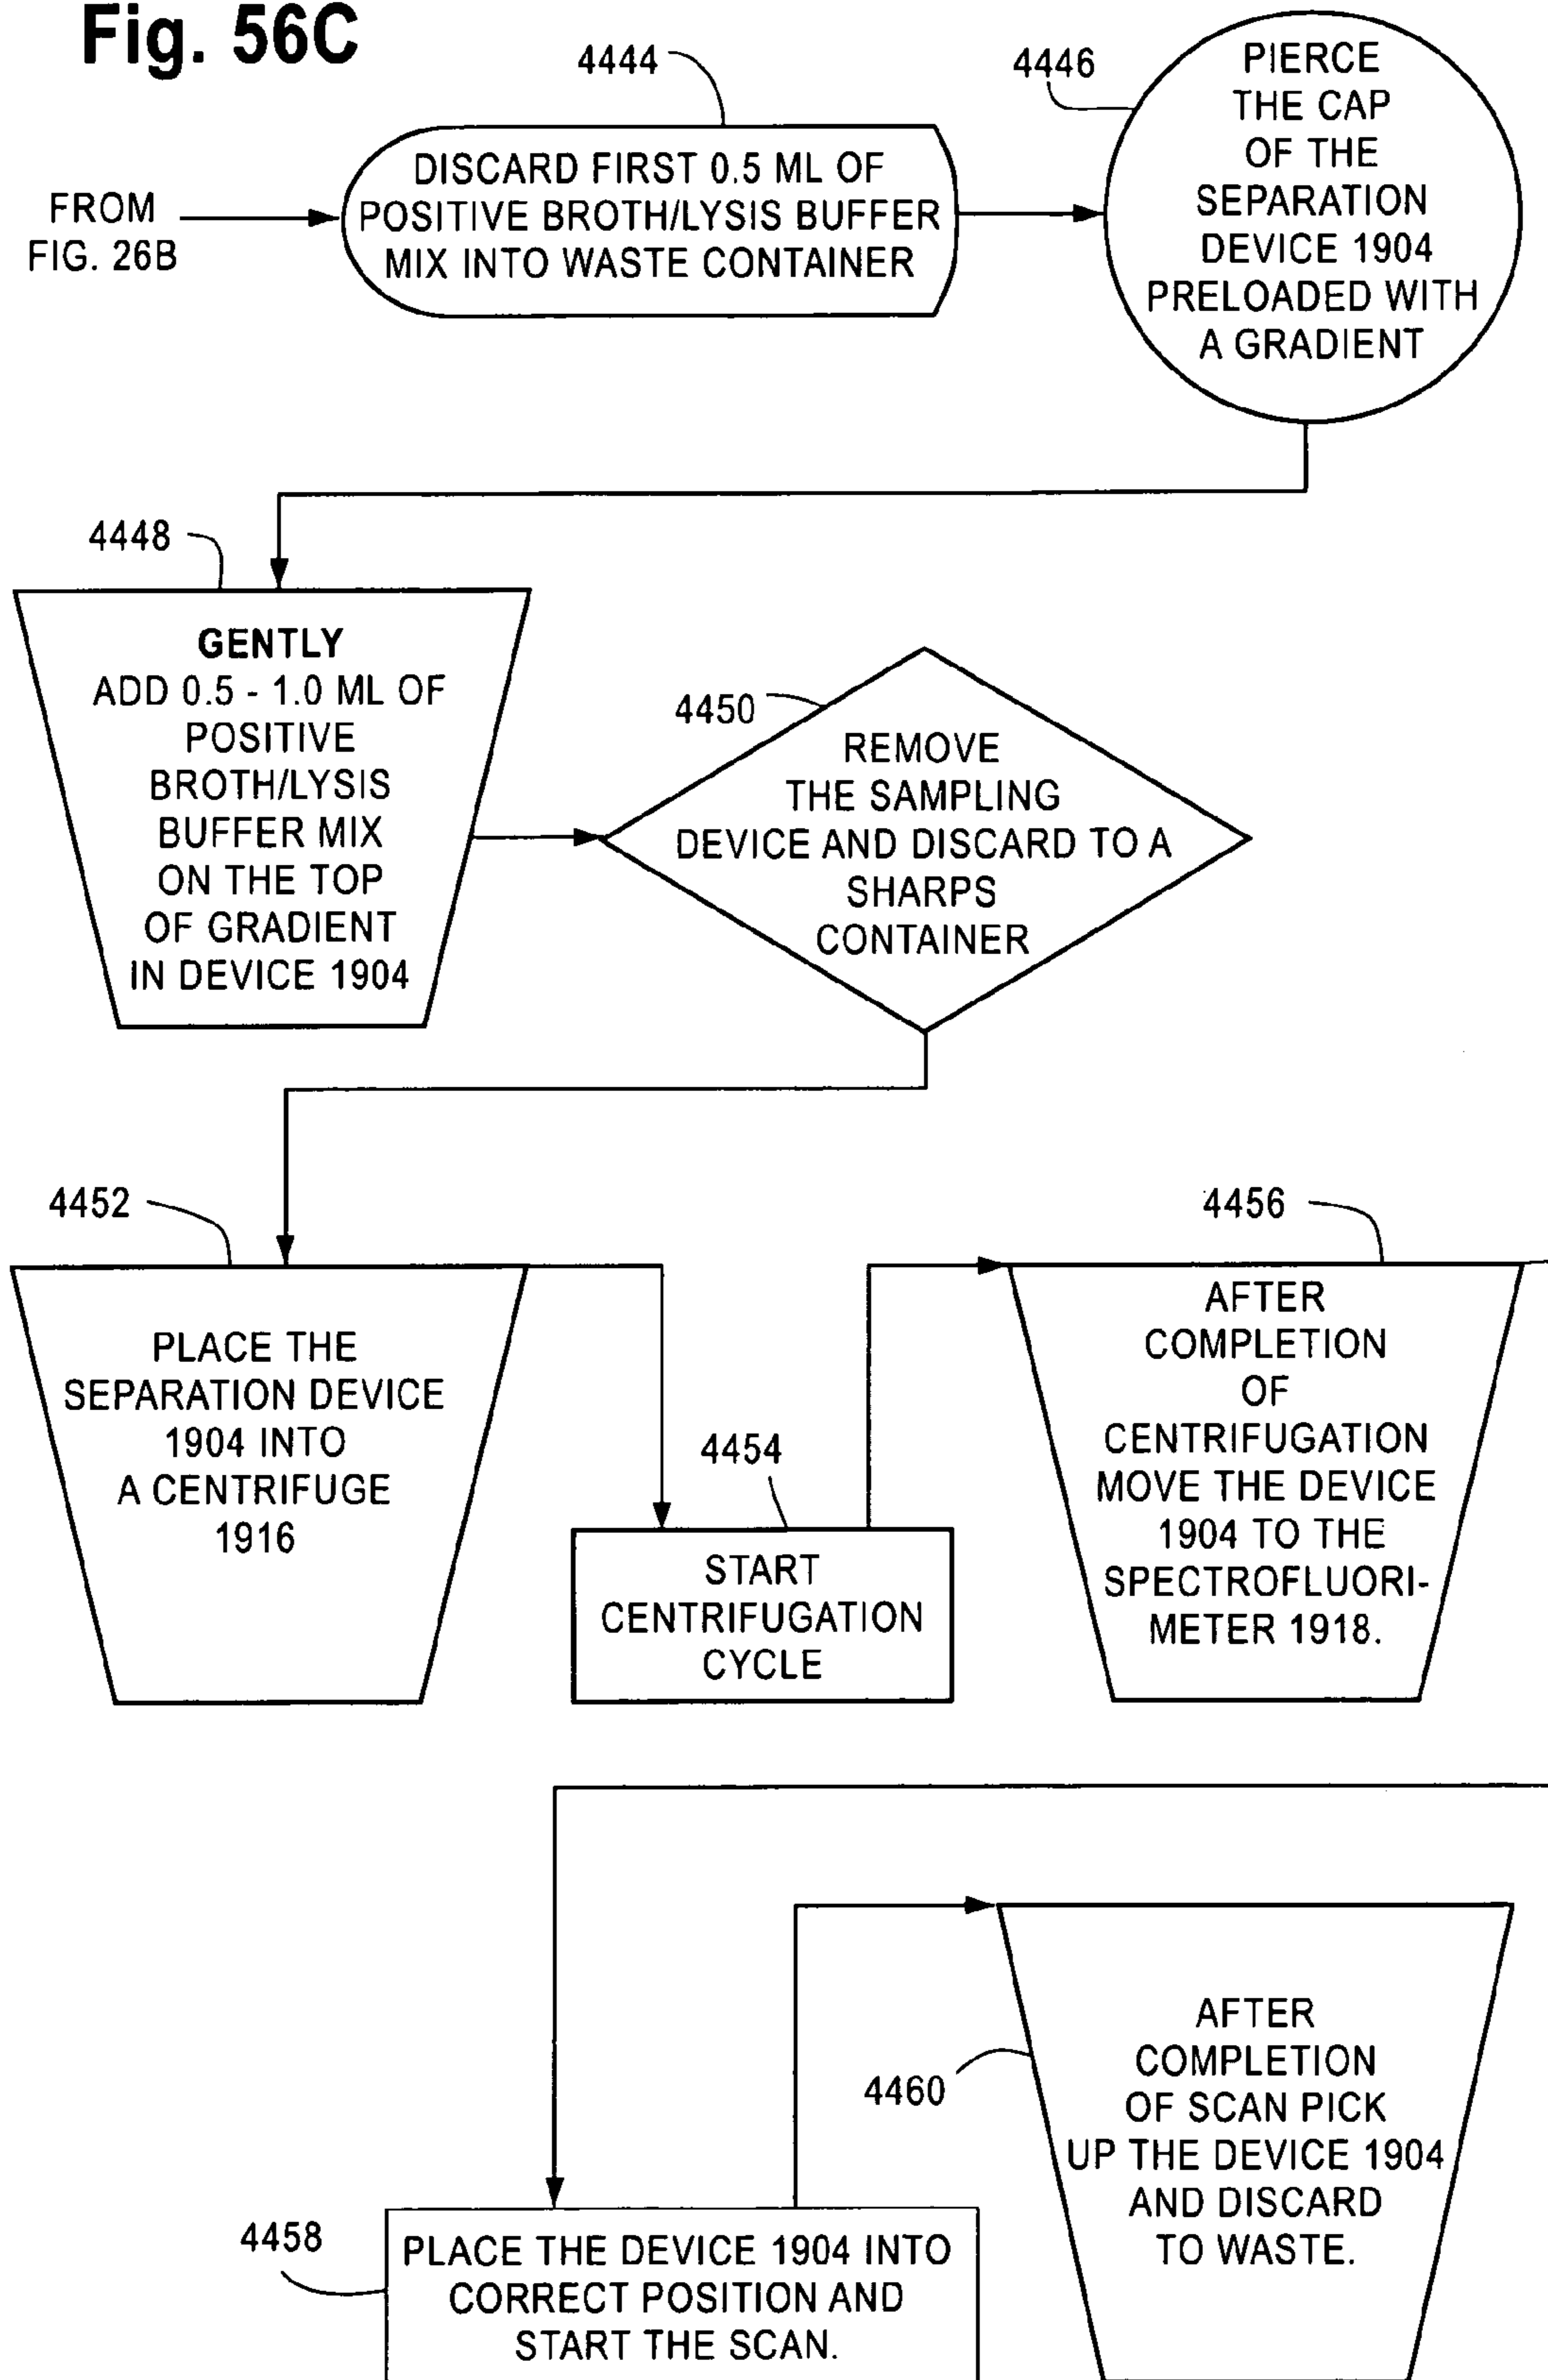 Fig. 56C
4444
4446
FROM
FIG. 26B
DISCARD FIRST 0.5 ML OF
POSITIVE BROTH/LYSIS BUFFER
MIX INTO WASTE CONTAINER
PIERCE
THE CAP
OF THE
SEPARATION
DEVICE 1904
PRELOADED WITH
A GRADIENT
4448
GENTLY
ADD 0.5 - 1.0 ML OF
POSITIVE
BROTH/LYSIS
BUFFER MIX
ON THE TOP
OF GRADIENT
IN DEVICE 1904
4450
REMOVE
THE SAMPLING
DEVICE AND DISCARD TO A
SHARPS
CONTAINER
4452
PLACE THE
SEPARATION DEVICE
1904 INTO
A CENTRIFUGE
1916
4454
START
CENTRIFUGATION
CYCLE
4456
AFTER
COMPLETION
OF
CENTRIFUGATION
MOVE THE DEVICE
1904 TO THE
SPECTROFLUORI-
METER 1918.
4458
PLACE THE DEVICE 1904 INTO
CORRECT POSITION AND
START THE SCAN.
4460
AFTER
COMPLETION
OF SCAN PICK
UP THE DEVICE 1904
AND DISCARD
TO WASTE.